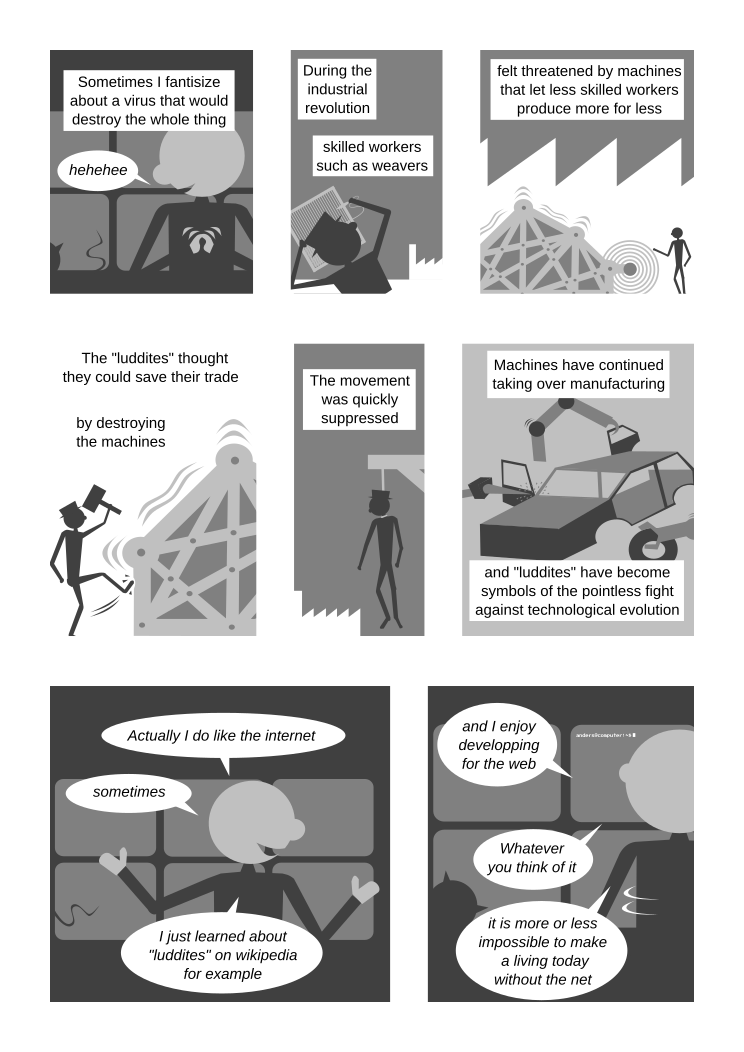 Sometimes I fantisize
about a virus that would
destroy the whole thing
hehehee
During the
industrial
revolution
skilled workers
such as weavers
felt threatened by machines
that let less skilled workers
produce more for less
The "luddites" thought
they could save their trade
by destroying
the machines
The movement
was quickly
suppressed
Machines have continued
taking over manufacturing
and "luddites" have become
symbols of the pointless fight
against technological evolution
Actually I do like the internet
sometimes
I just learned about
"luddites" on wikipedia
for example
and I enjoy
developping
for the web
Whatever
you think of it
it is more or less
impossible to make
a living today
without the net